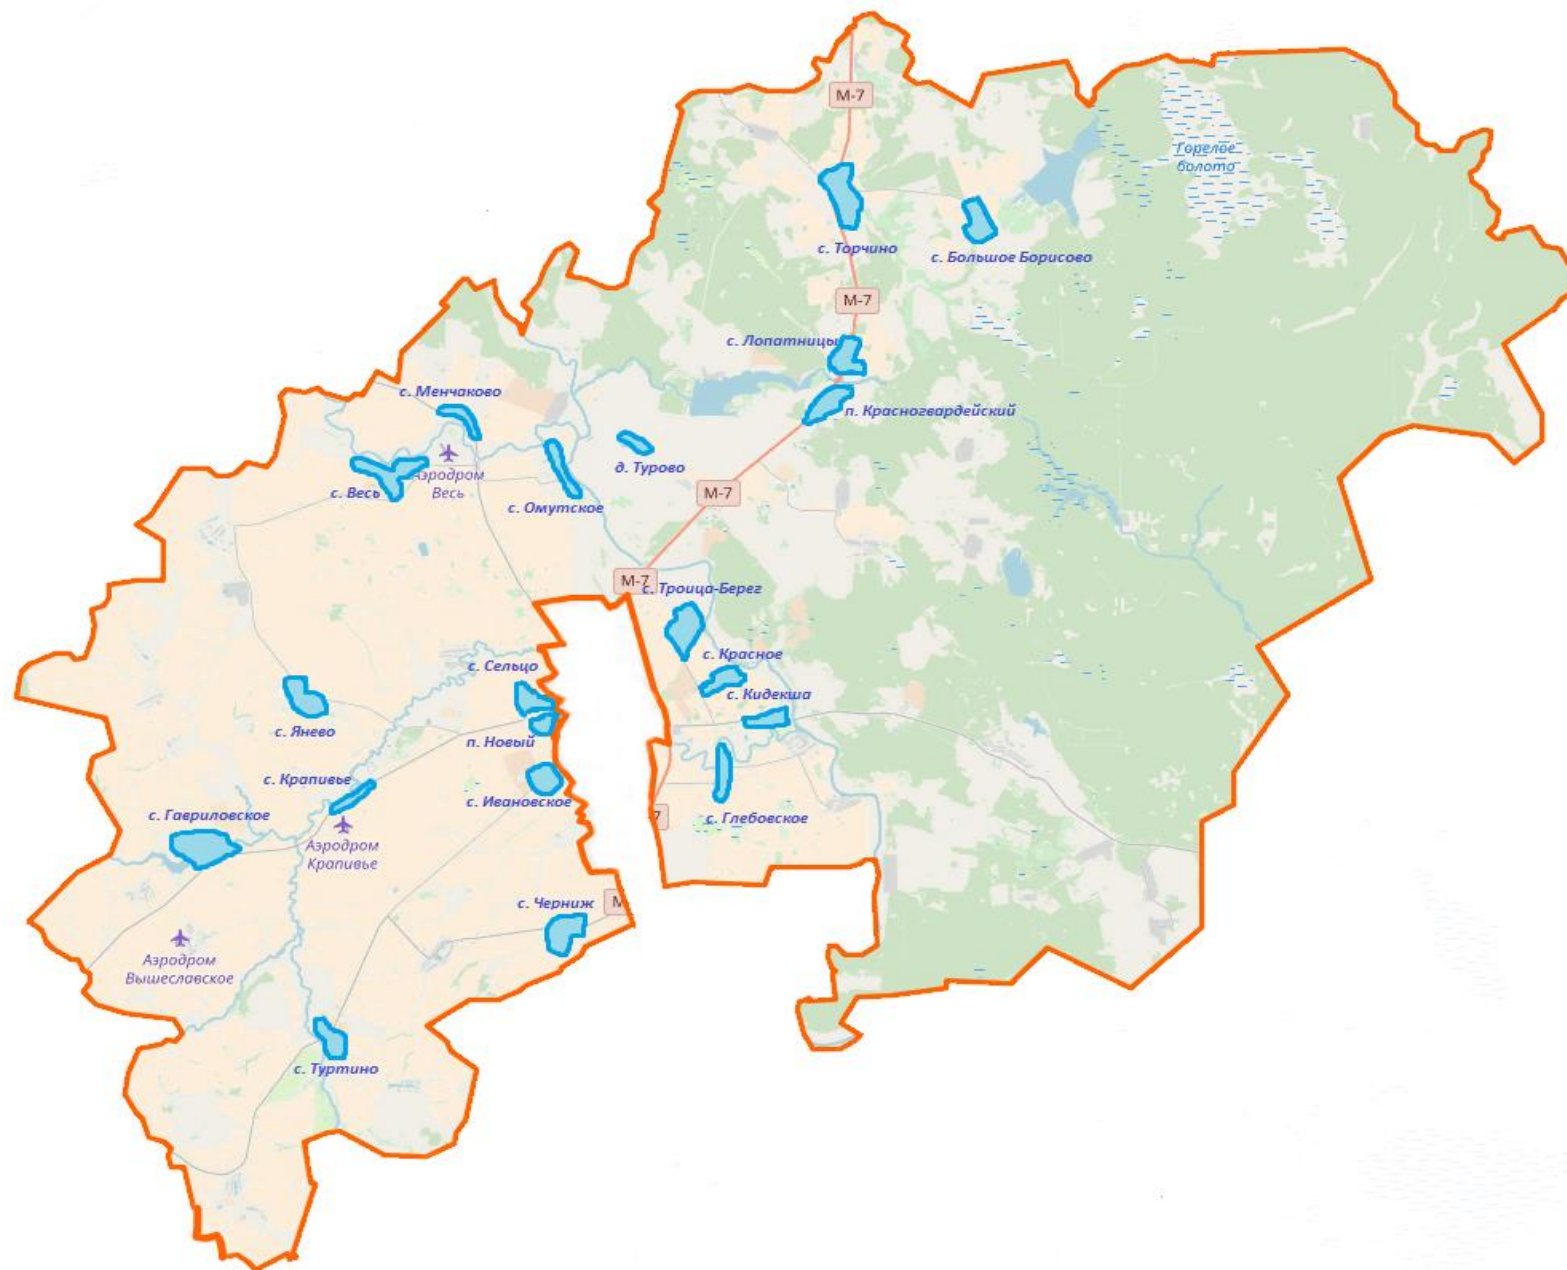 М-7
Горелое
болото
с. Торчино
с. Большое Борисово
М-7
с. Лопатницы
с. Менчаково
п. Красногвардейский
Аэродром
Весь
с. Весь
д. Турово
с. Омутское
М-7
М-7
с. Троица-Берег
с. Красное
с. Сельцо
с. Кидекша
с. Янево
п. Новый
с. Крапивье
с. Ивановское
с. Гавриловское
7
с. Глебовское
Аэродром
Крапивье
с. Черниж
М
Аэродром
Вышеславское
с. Туртино